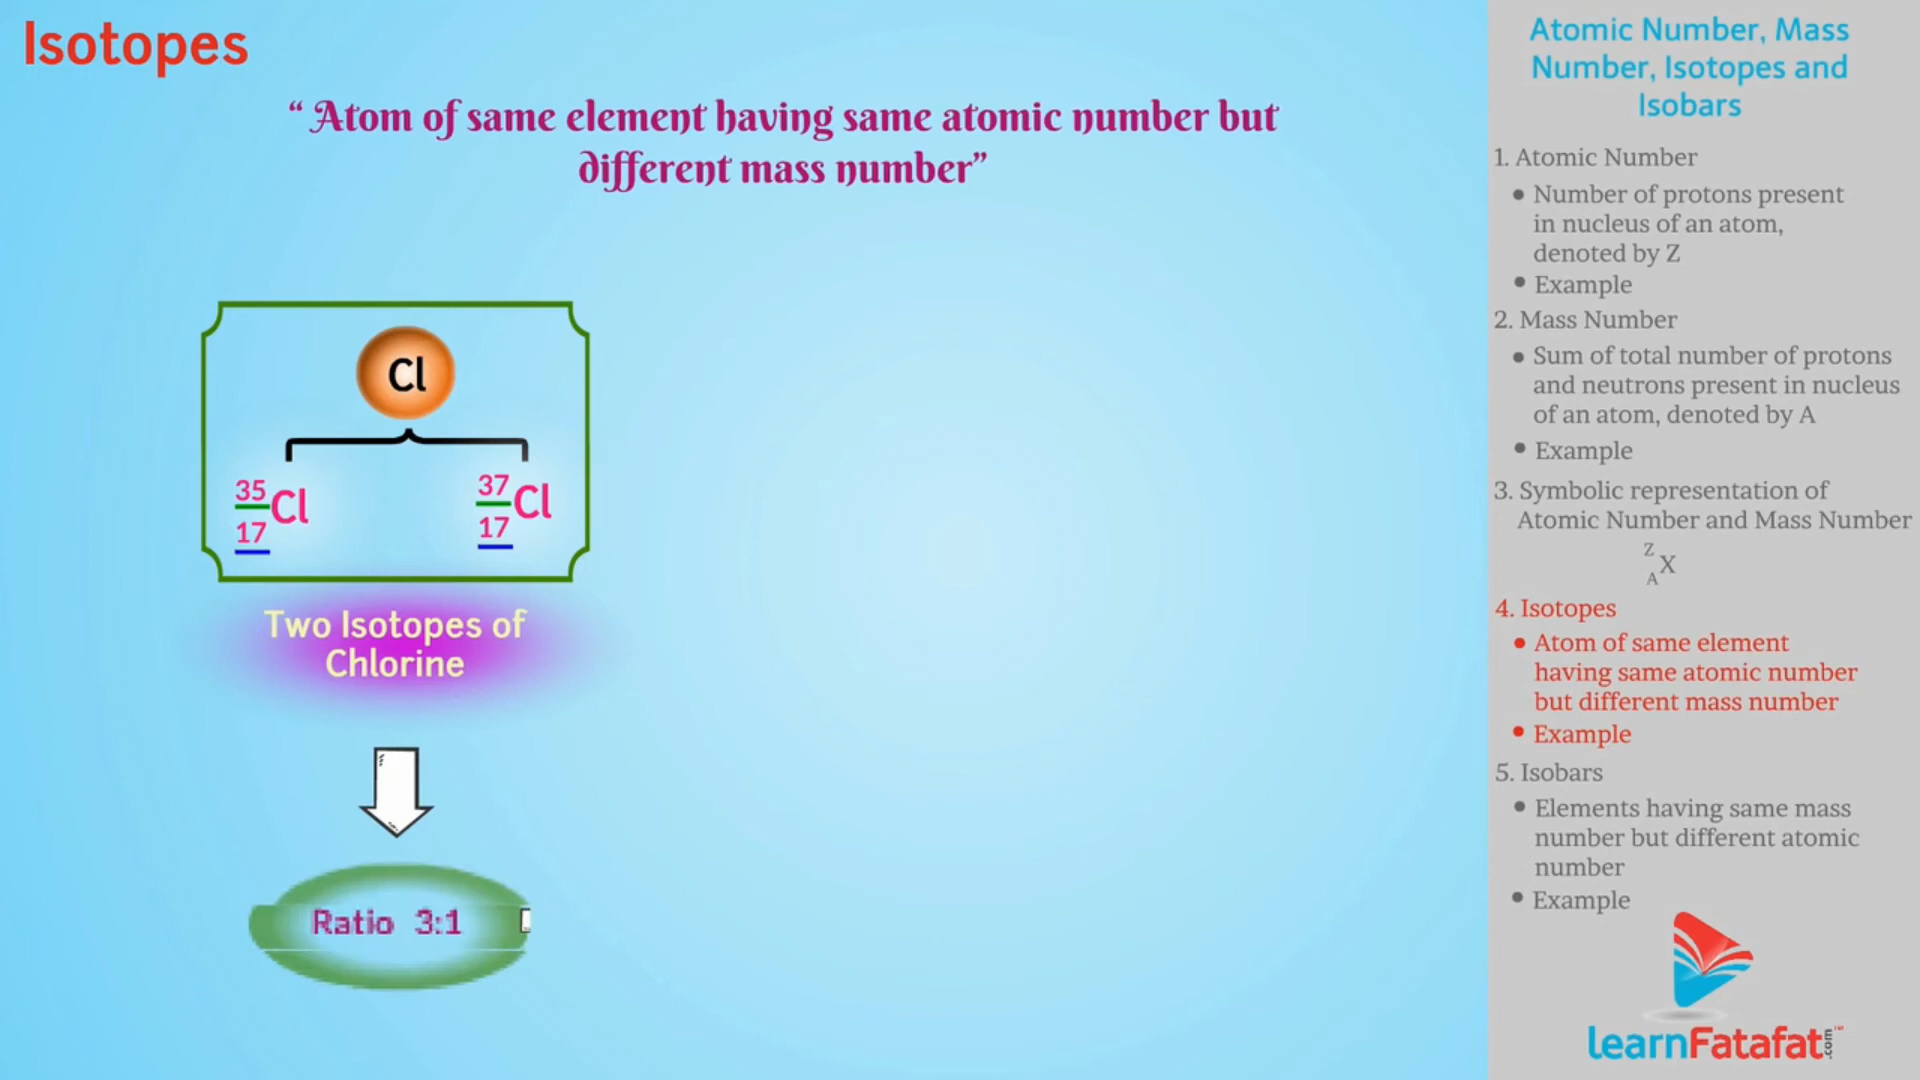 Isotopes
“ Atom of same element having same atomic number but
different mass number”
Cl
35
17 Cl
37
17 Cl
Two Isotopes of
Chlorine
Ratio 3:1
Atomic Number, Mass
Number, Isotopes and
Isobars
1. Atomic Number
• Number of protons present
in nucleus of an atom,
denoted by Z
• Example
2. Mass Number
• Sum of total number of protons
and neutrons present in nucleus
of an atom, denoted by A
• Example
3. Symbolic representation of
Atomic Number and Mass Number
Z
A X
4. Isotopes
• Atom of same element
having same atomic number
but different mass number
• Example
5. Isobars
• Elements having same mass
number but different atomic
number
• Example
learnFatafat.com™